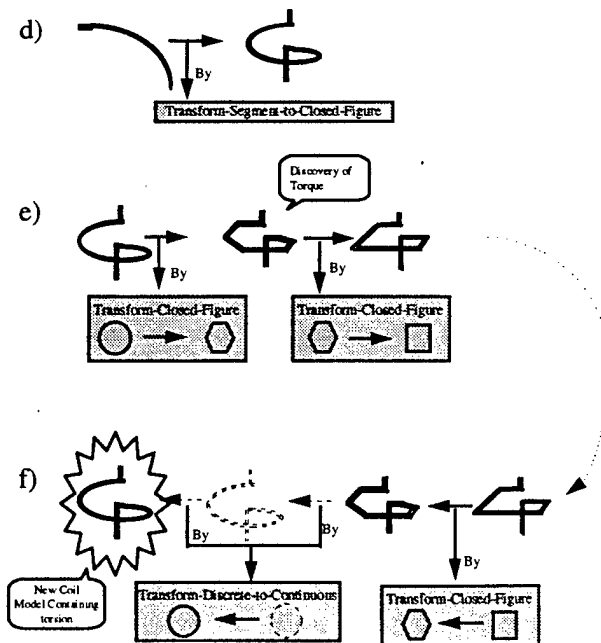 d)
By
Transform-Segment-to-Closed-Figure
Discovery of
Torque
e)
By
By
Transform-Closed-Figure
Transform-Closed-Figure
f)
By
By
By
New Coil
Model Containing
torsion
Transform-Discrete-to-Continuous
Transform-Closed-Figure